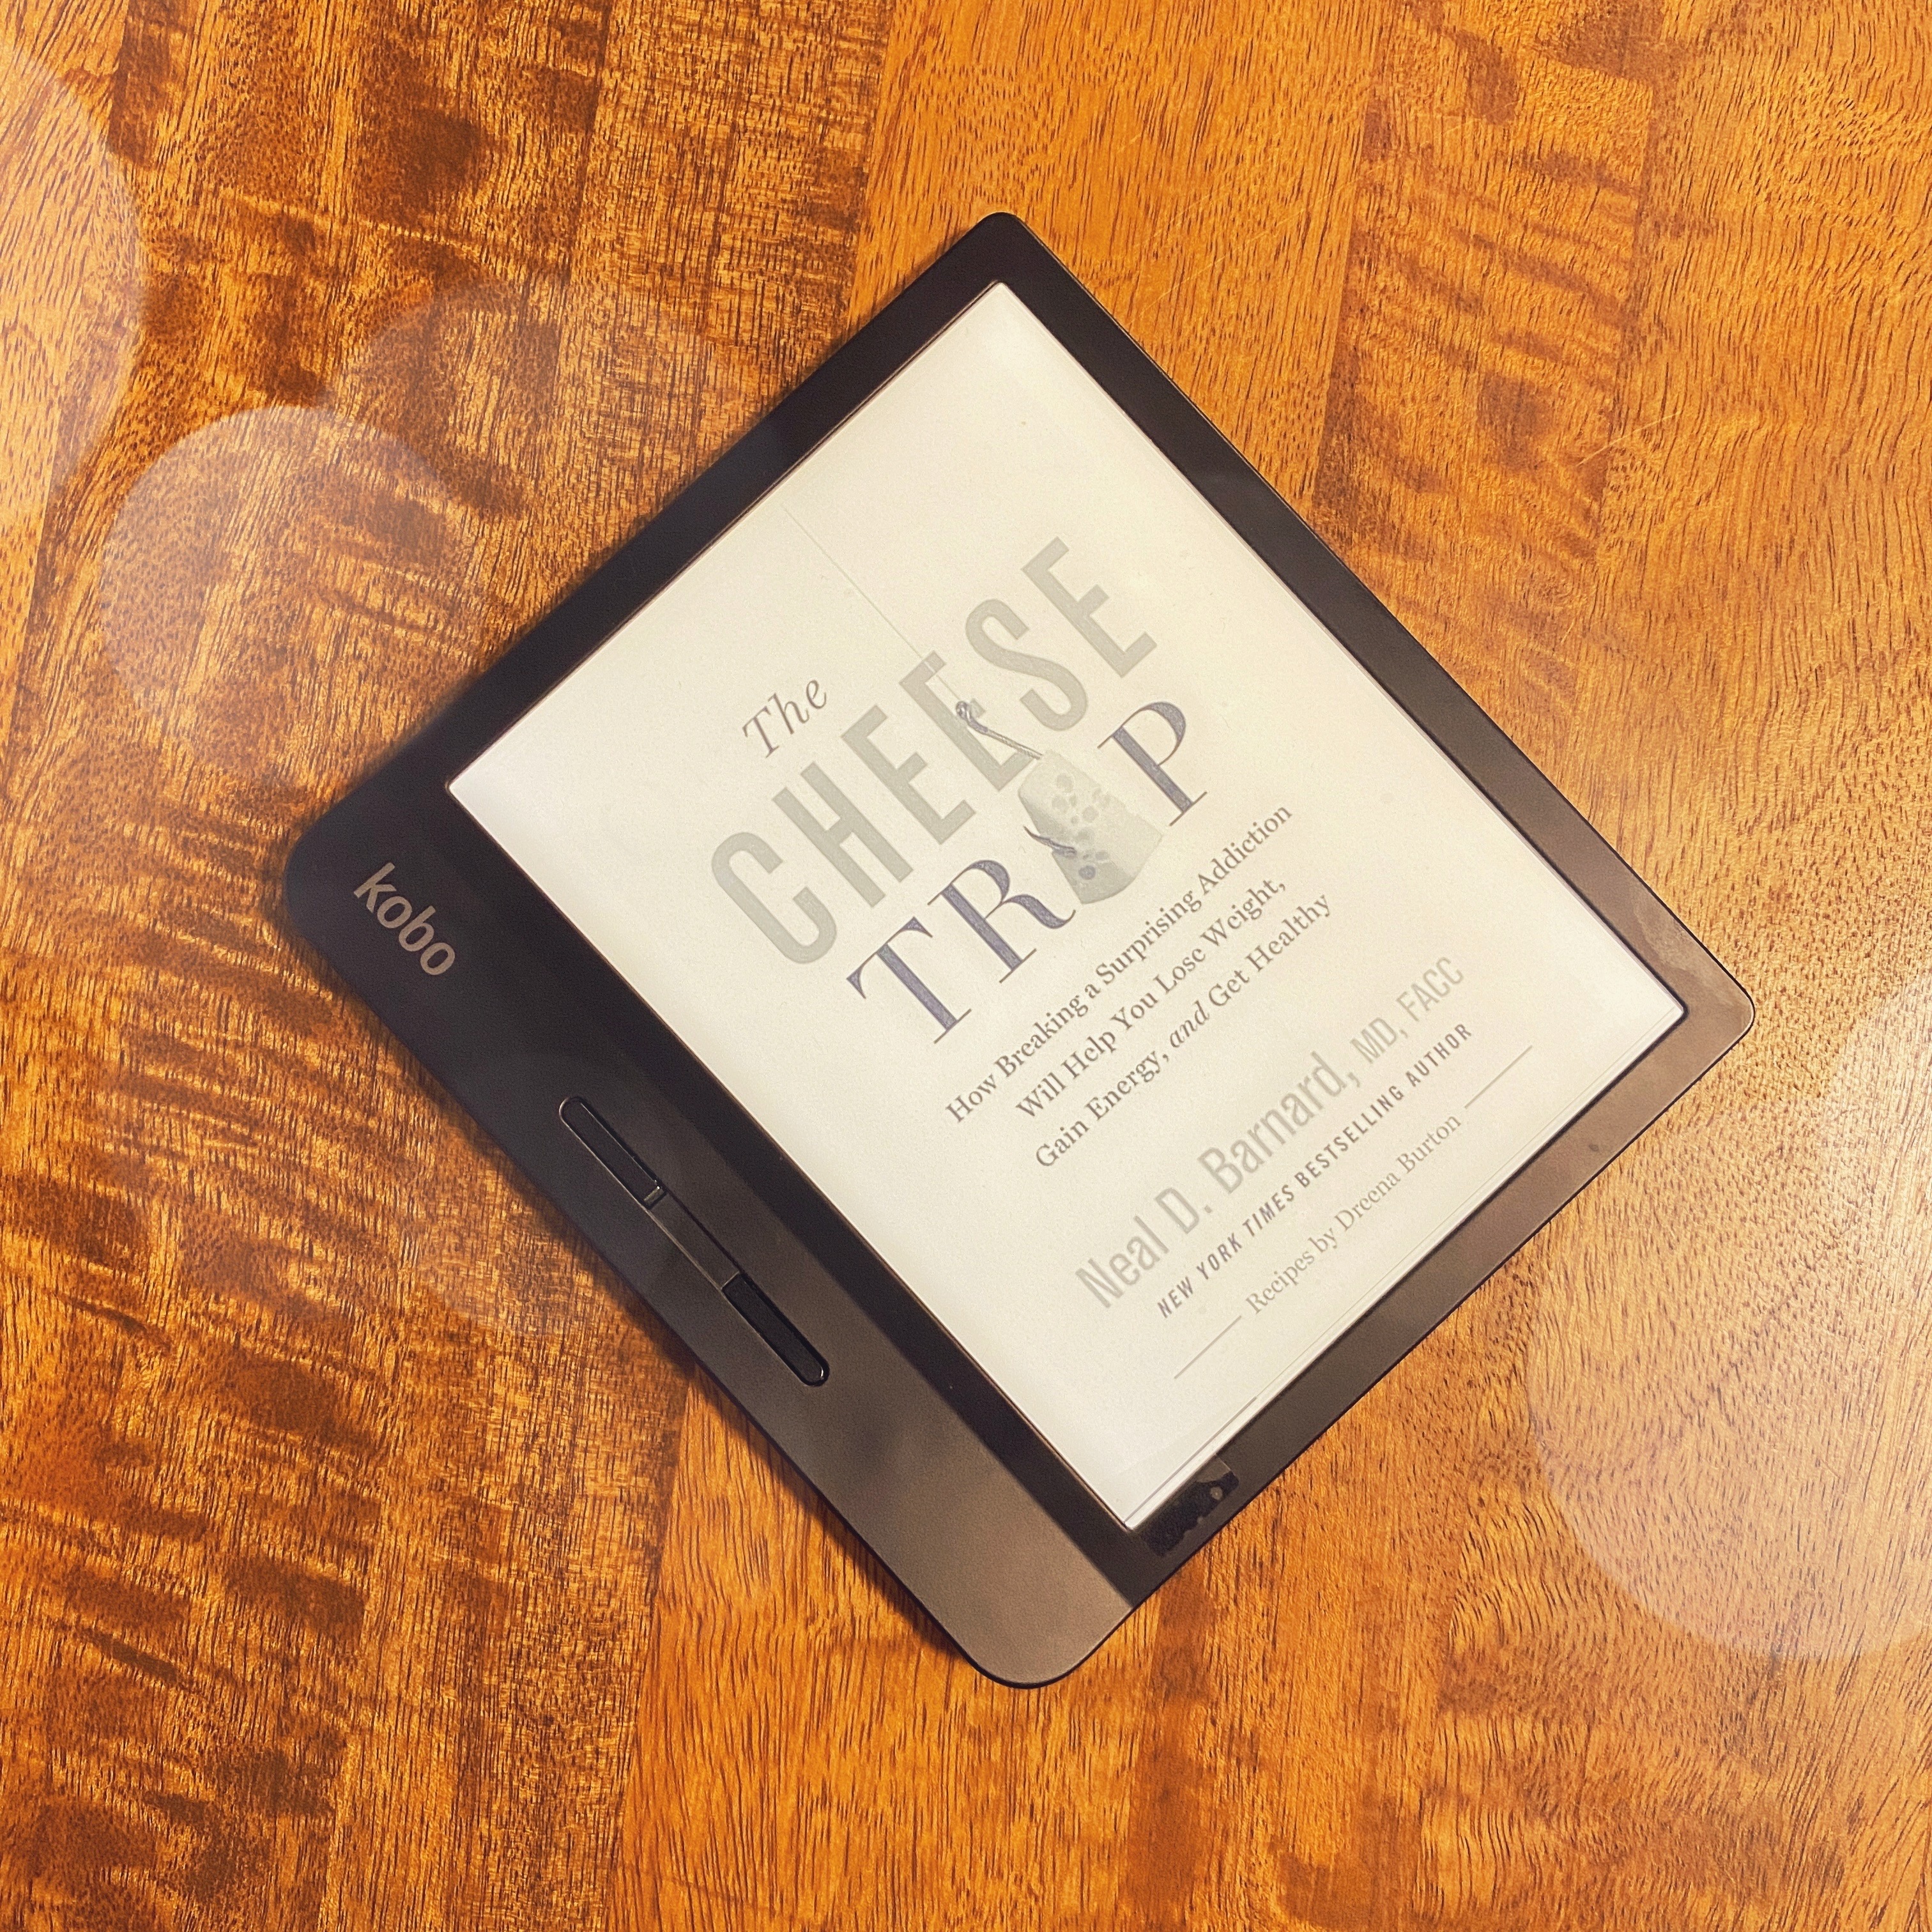 kobo
The
CHEESE
TRAP
How Breaking a Surprising Addiction
Will Help You Lose Weight,
Gain Energy, and Get Healthy
Neal D. Barnard, MD, FACC
NEW YORK TIMES BESTSELLING AUTHOR
Recipes by Dreena Burton